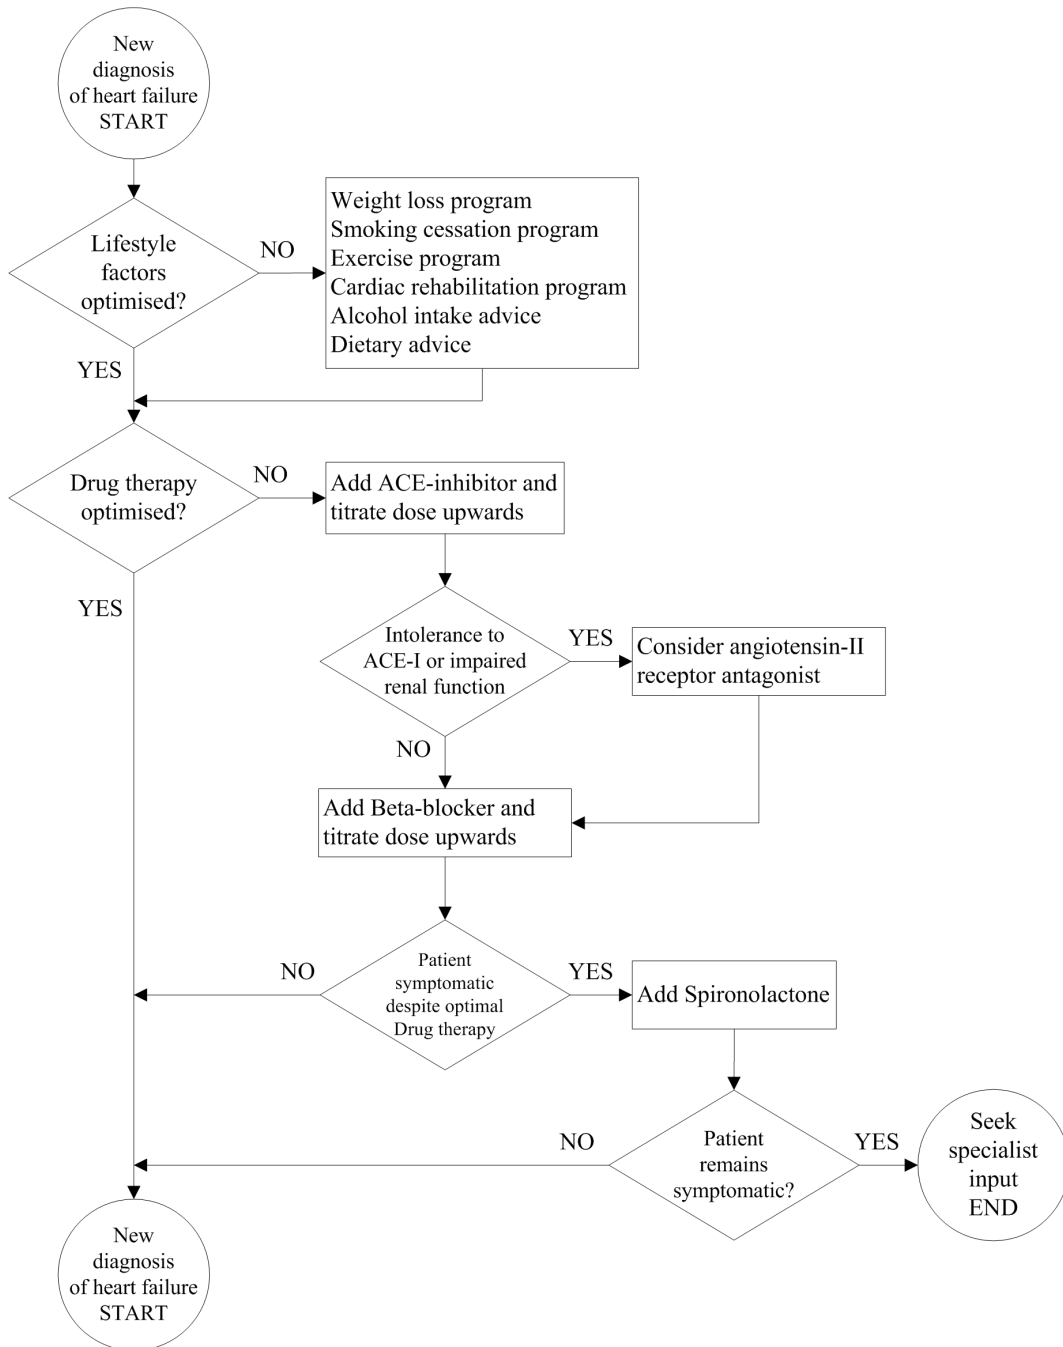 New
diagnosis
of heart failure
START
Lifestyle
factors
optimised?
NO
YES
Weight loss program
Smoking cessation program
Exercise program
Cardiac rehabilitation program
Alcohol intake advice
Dietary advice
Drug therapy
optimised?
NO
YES
Add ACE-inhibitor and
titrate dose upwards
Intolerance to
ACE-I or impaired
renal function
YES
NO
Consider angiotensin-II
receptor antagonist
Add Beta-blocker and
titrate dose upwards
Patient
symptomatic
despite optimal
Drug therapy
NO
YES
Add Spironolactone
Patient
remains
symptomatic?
NO
YES
Seek
specialist
input
END
New
diagnosis
of heart failure
START